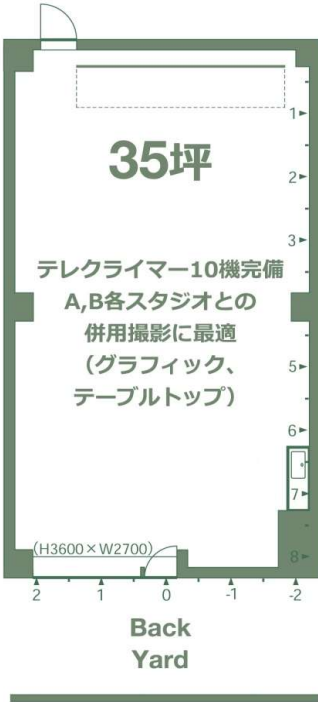 35坪
テレクライマー10機完備
A,B各スタジオとの
併用撮影に最適
（グラフィック、
テーブルトップ）
1
2
3
5
6
7
8
(H3600×W2700)
2 1 0 -1 -2
Back
Yard